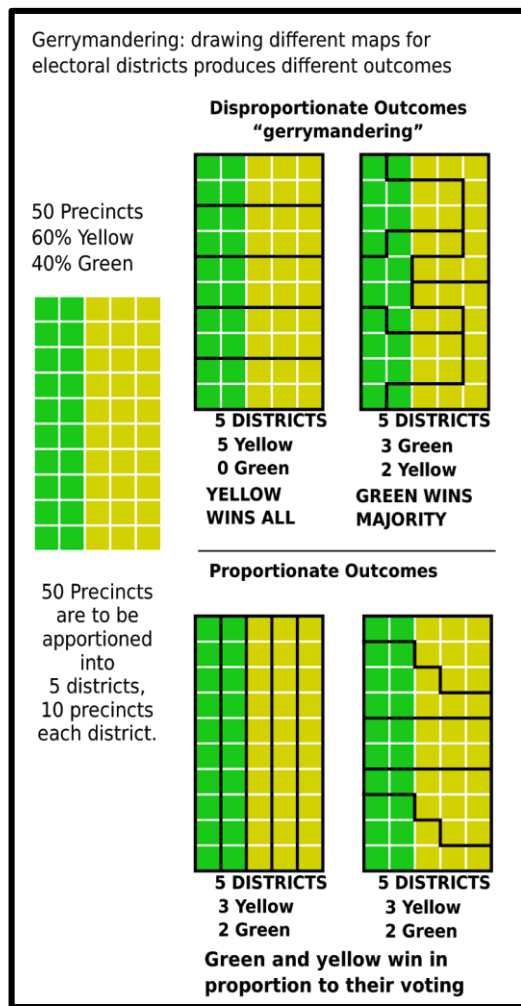 Gerrymandering: drawing different maps for
electoral districts produces different outcomes
Disproportionate Outcomes
“gerrymandering”
50 Precincts
60% Yellow
40% Green
5 DISTRICTS
5 Yellow
0 Green
YELLOW
WINS ALL
5 DISTRICTS
3 Green
2 Yellow
GREEN WINS
MAJORITY
50 Precincts
are to be
apportioned
into
5 districts,
10 precincts
each district.
Proportionate Outcomes
5 DISTRICTS
3 Yellow
2 Green
5 DISTRICTS
3 Yellow
2 Green
Green and yellow win in
proportion to their voting